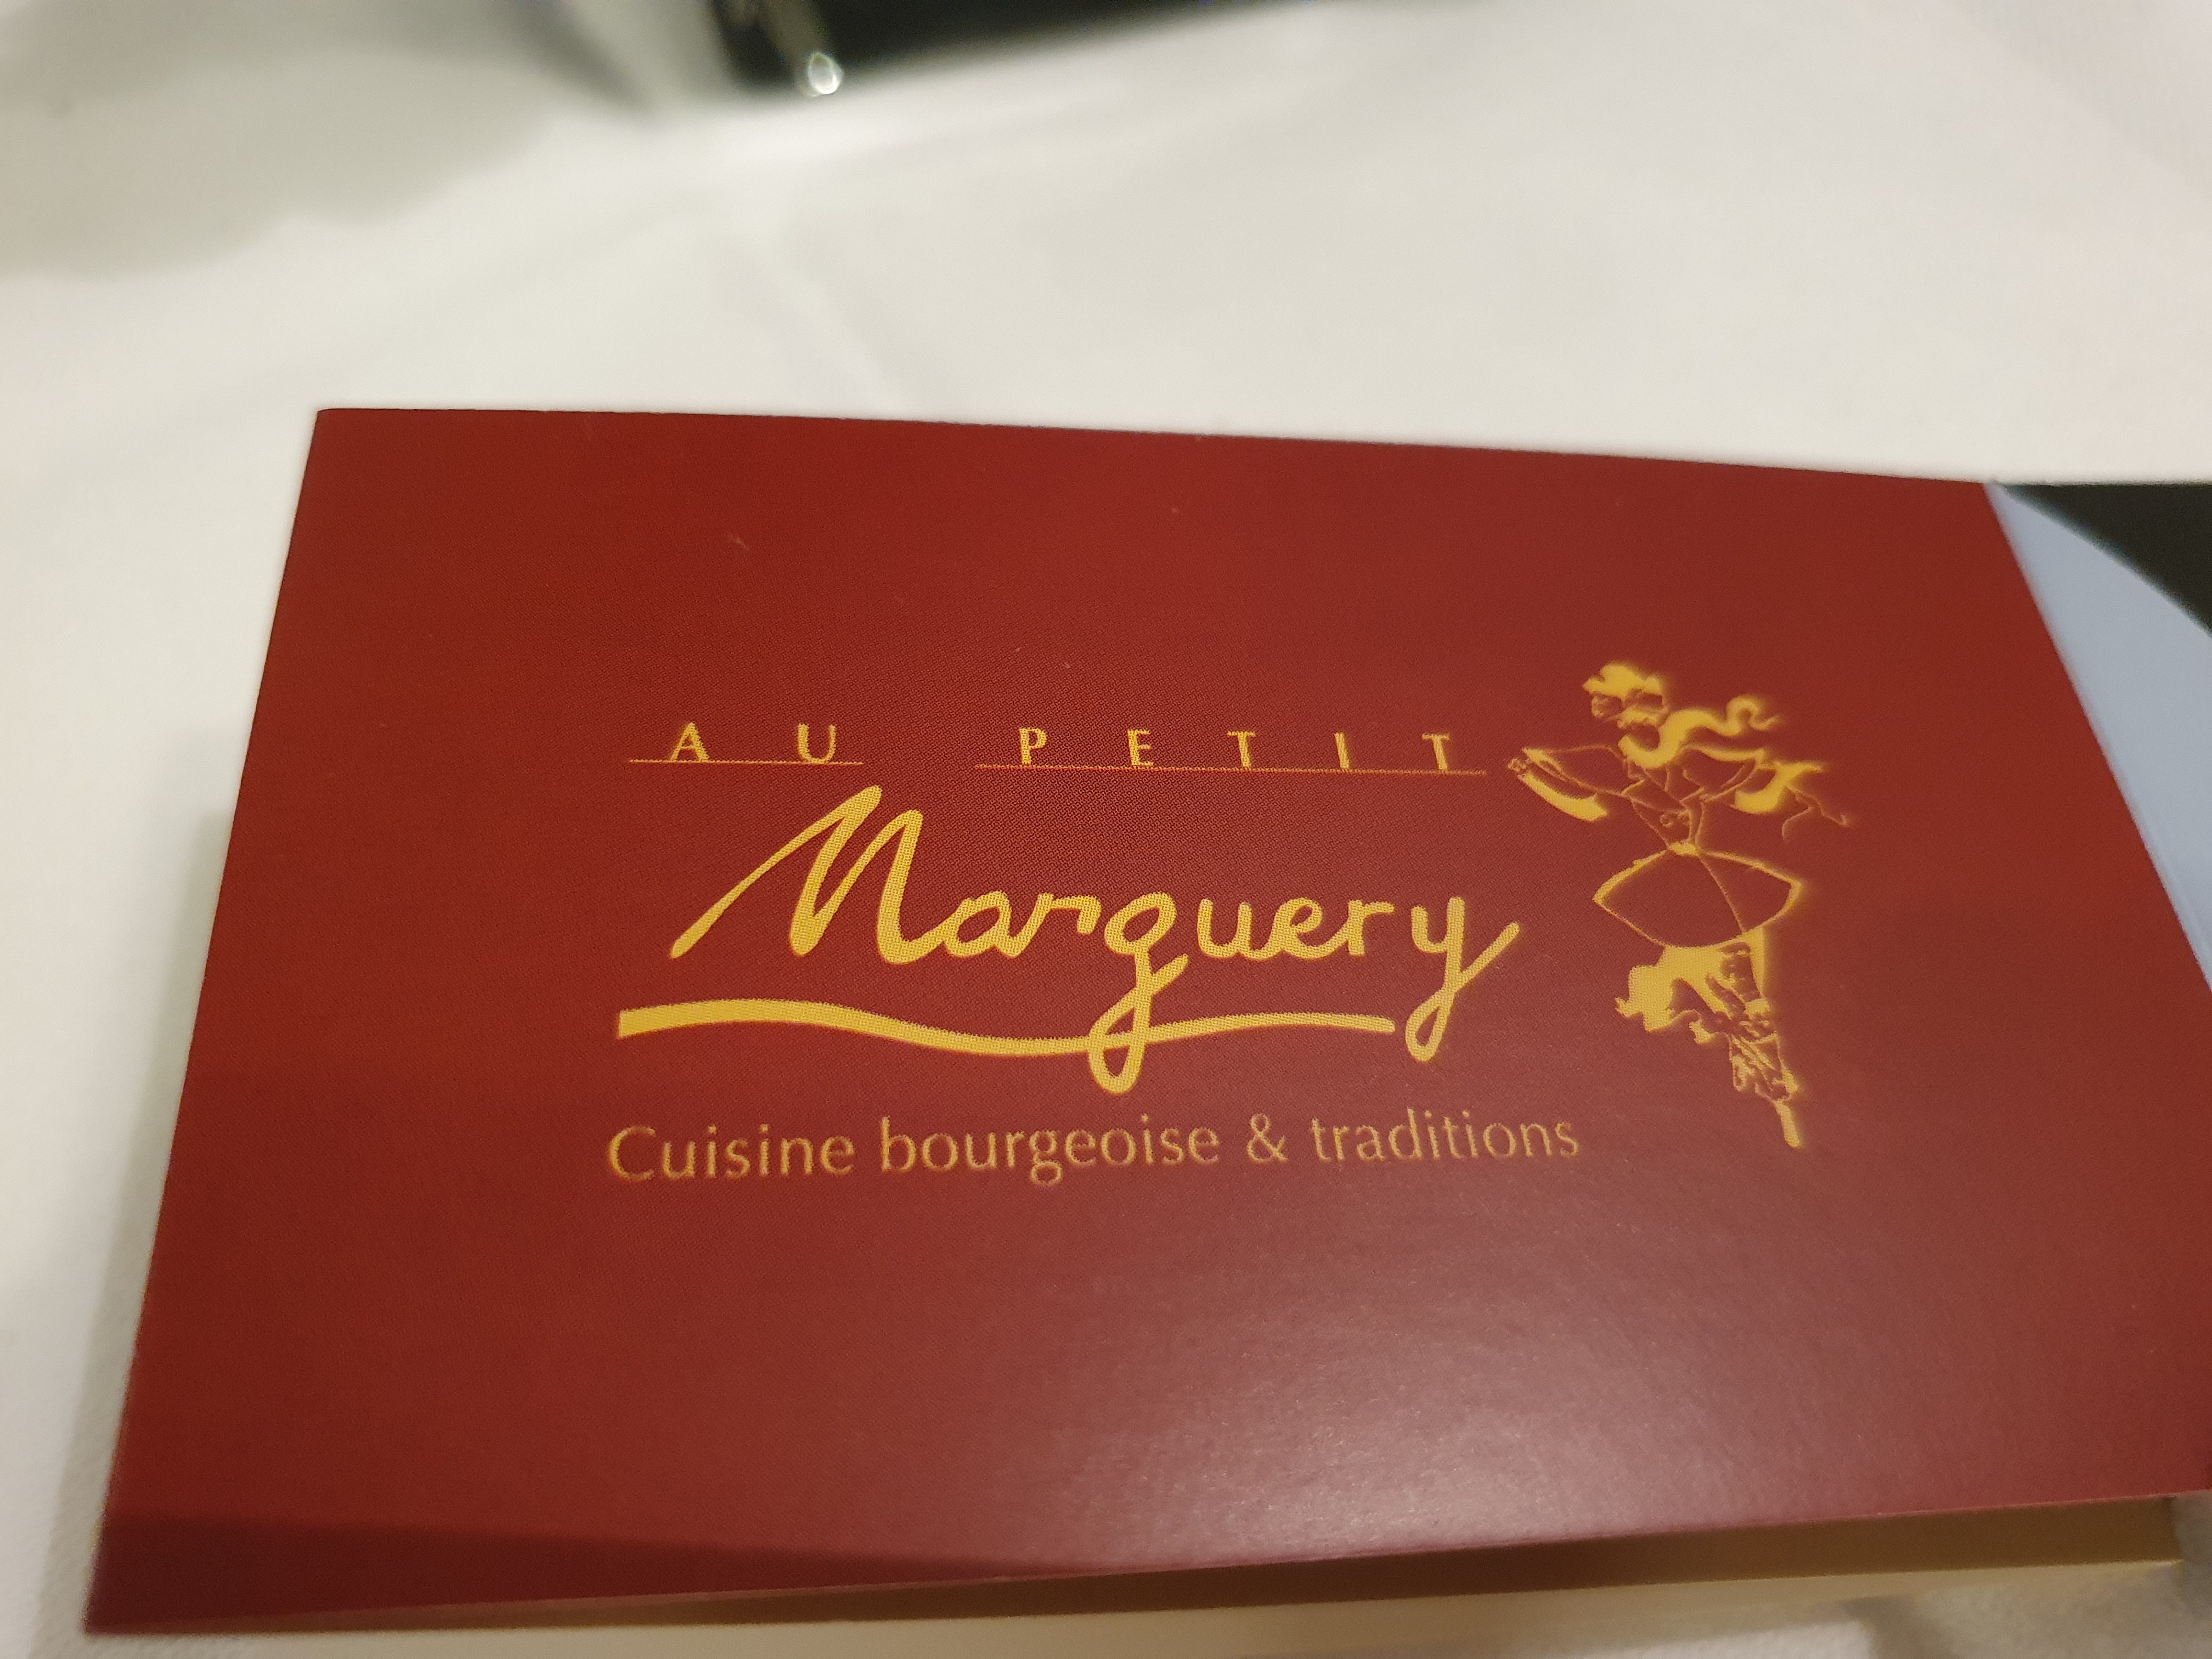 AU PETIT
Marguery
Cuisine bourgeoise & traditions